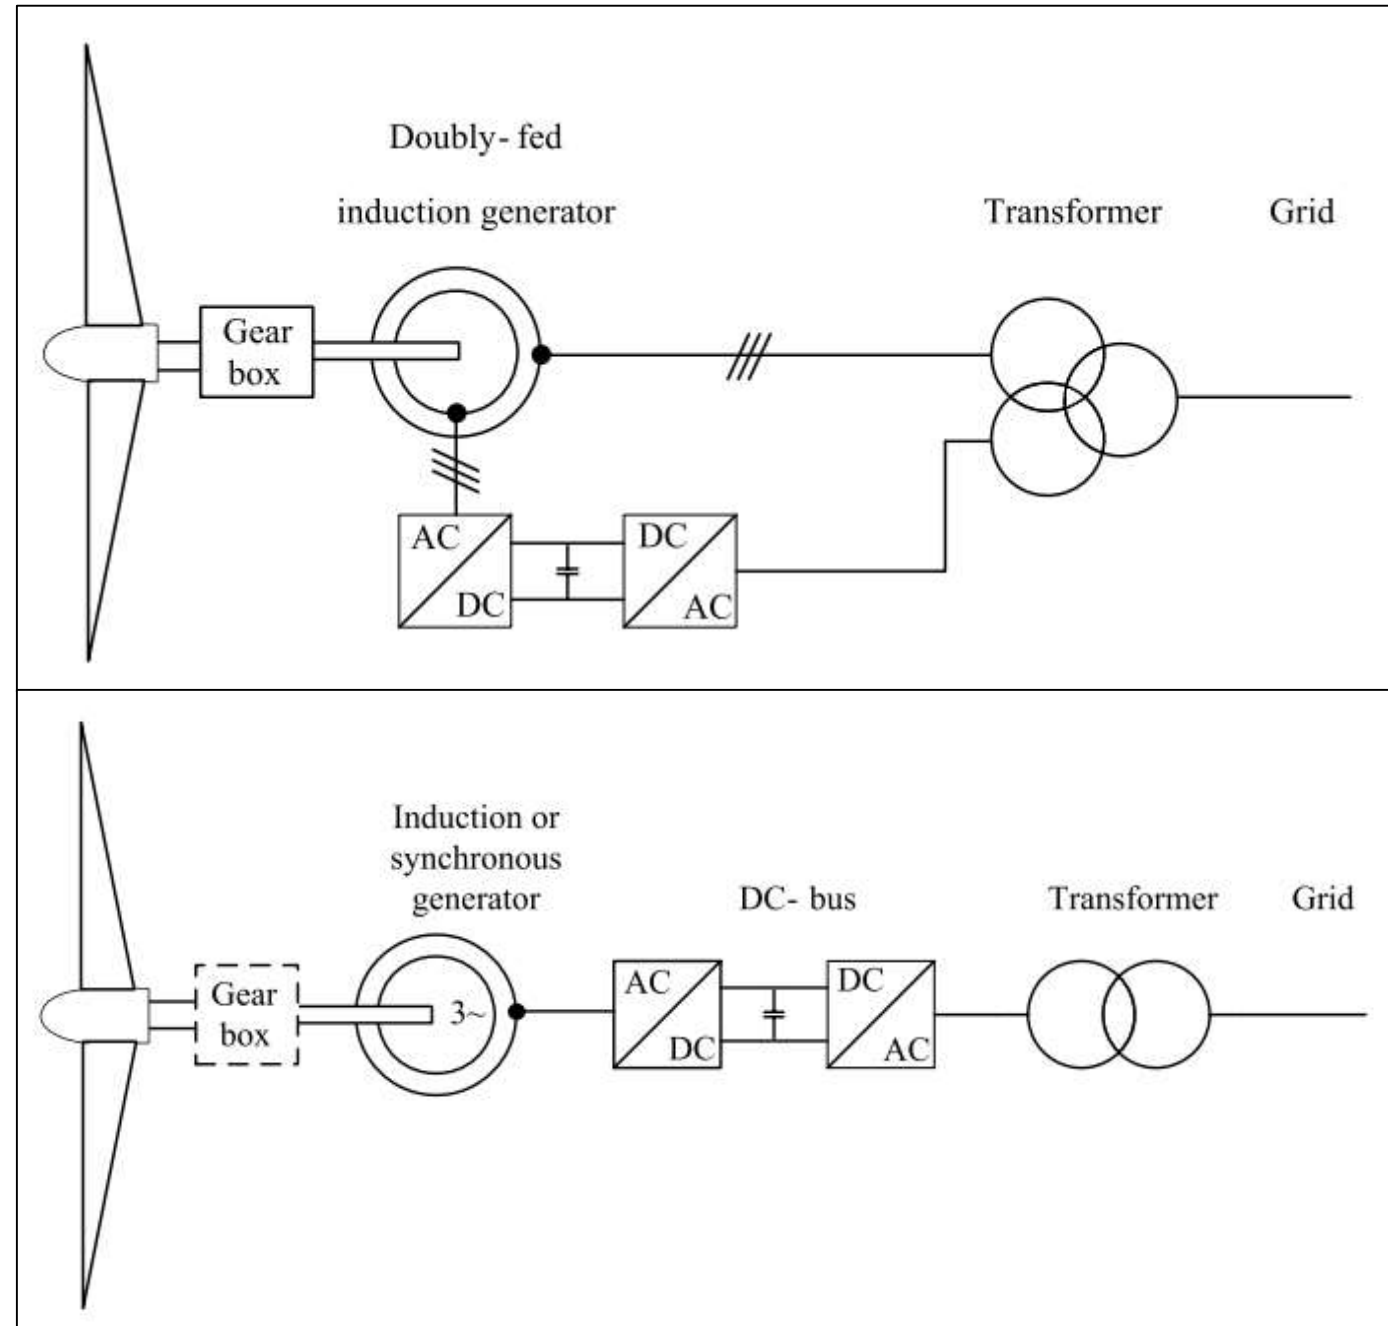 Doubly- fed
induction generator
Transformer
Grid
Gear
box
AC
DC
DC
AC
Induction or
synchronous
generator
DC- bus
Transformer
Grid
Gear
box
3~
AC
DC
DC
AC